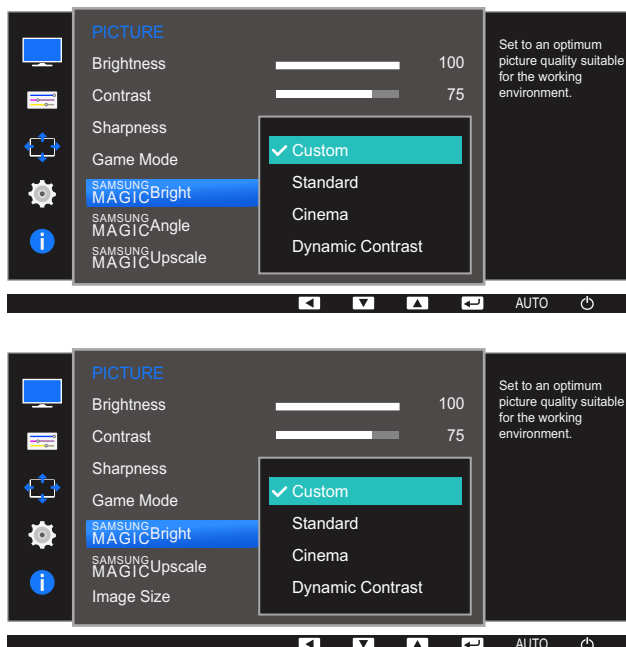 PICTURE
Brightness 100
Contrast 75
Sharpness
Game Mode
SAMSUNG
MAGICBright
SAMSUNG
MAGICAngle
SAMSUNG
MAGICUpscale
Custom
Standard
Cinema
Dynamic Contrast
Set to an optimum
picture quality suitable
for the working
environment.
i
AUTO
PICTURE
Brightness 100
Contrast 75
Sharpness
Game Mode
SAMSUNG
MAGICBright
SAMSUNG
MAGICUpscale
Image Size
Custom
Standard
Cinema
Dynamic Contrast
Set to an optimum
picture quality suitable
for the working
environment.
i
AUTO